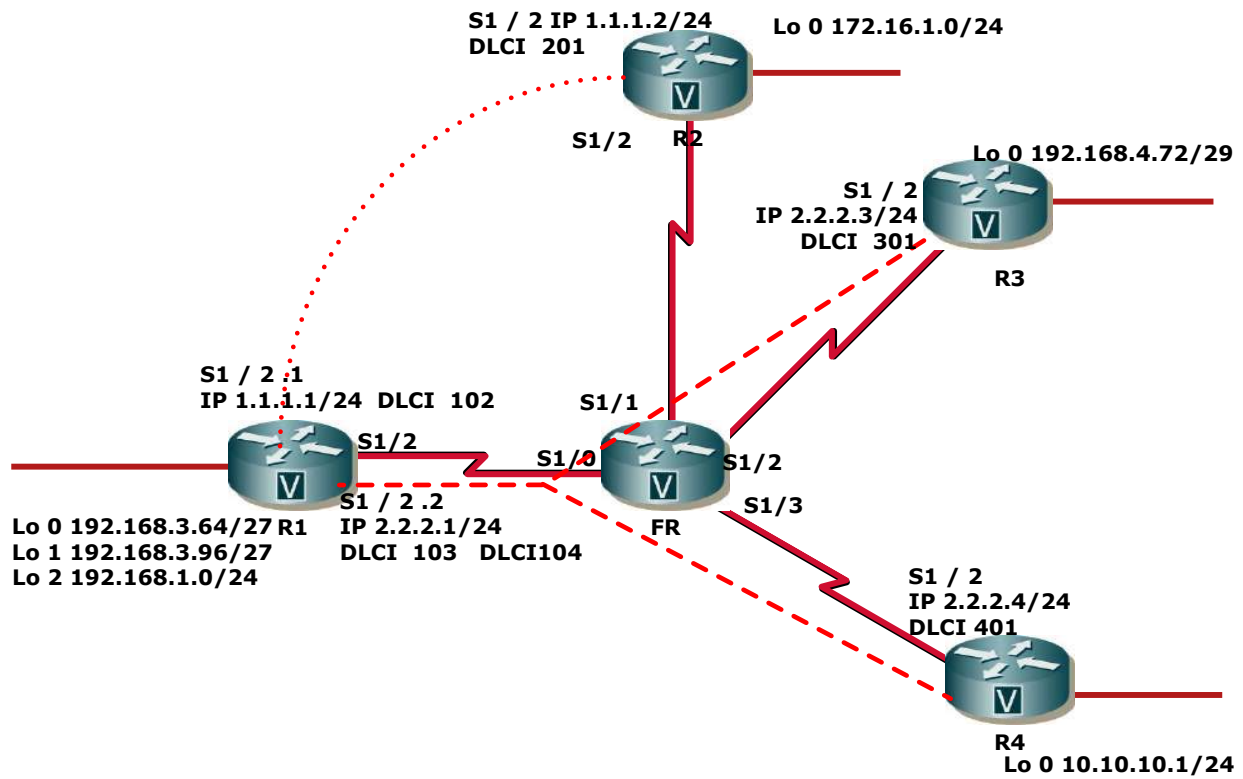 S1 / 2 IP 1.1.1.2/24
DLCI 201
Lo 0 172.16.1.0/24
V
S1/2
R2
Lo 0 192.168.4.72/29
S1 / 2
IP 2.2.2.3/24
DLCI 301
V
R3
S1 / 2 .1
IP 1.1.1.1/24 DLCI 102
S1/1
S1/2
S1/0
S1/2
V
V
S1/3
S1 / 2 .2
R1
FR
IP 2.2.2.1/24
DLCI 103 DLCI104
Lo 0 192.168.3.64/27
Lo 1 192.168.3.96/27
Lo 2 192.168.1.0/24
S1 / 2
IP 2.2.2.4/24
DLCI 401
V
R4
Lo 0 10.10.10.1/24